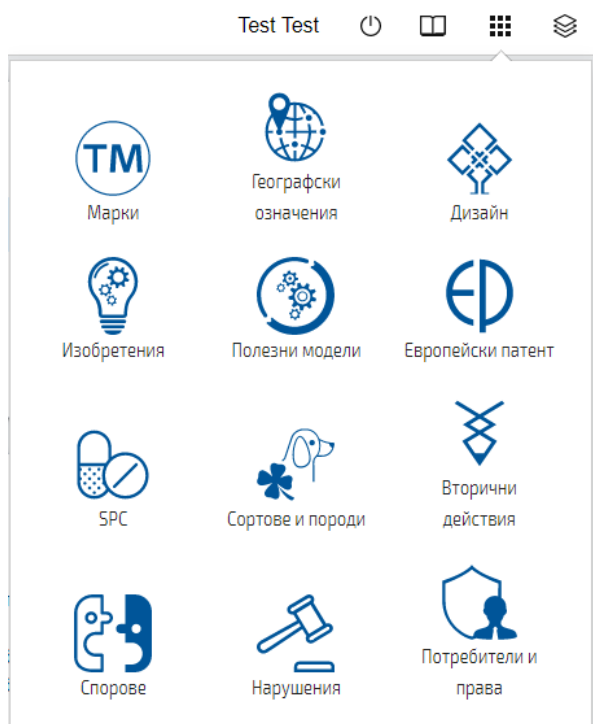 Test Test
TM
Марки
Географски
означения
Дизайн
Изобретения
Полезни модели
Европейски патент
SPC
Сортове и породи
Вторични
действия
Спорове
Нарушения
Потребители и
права